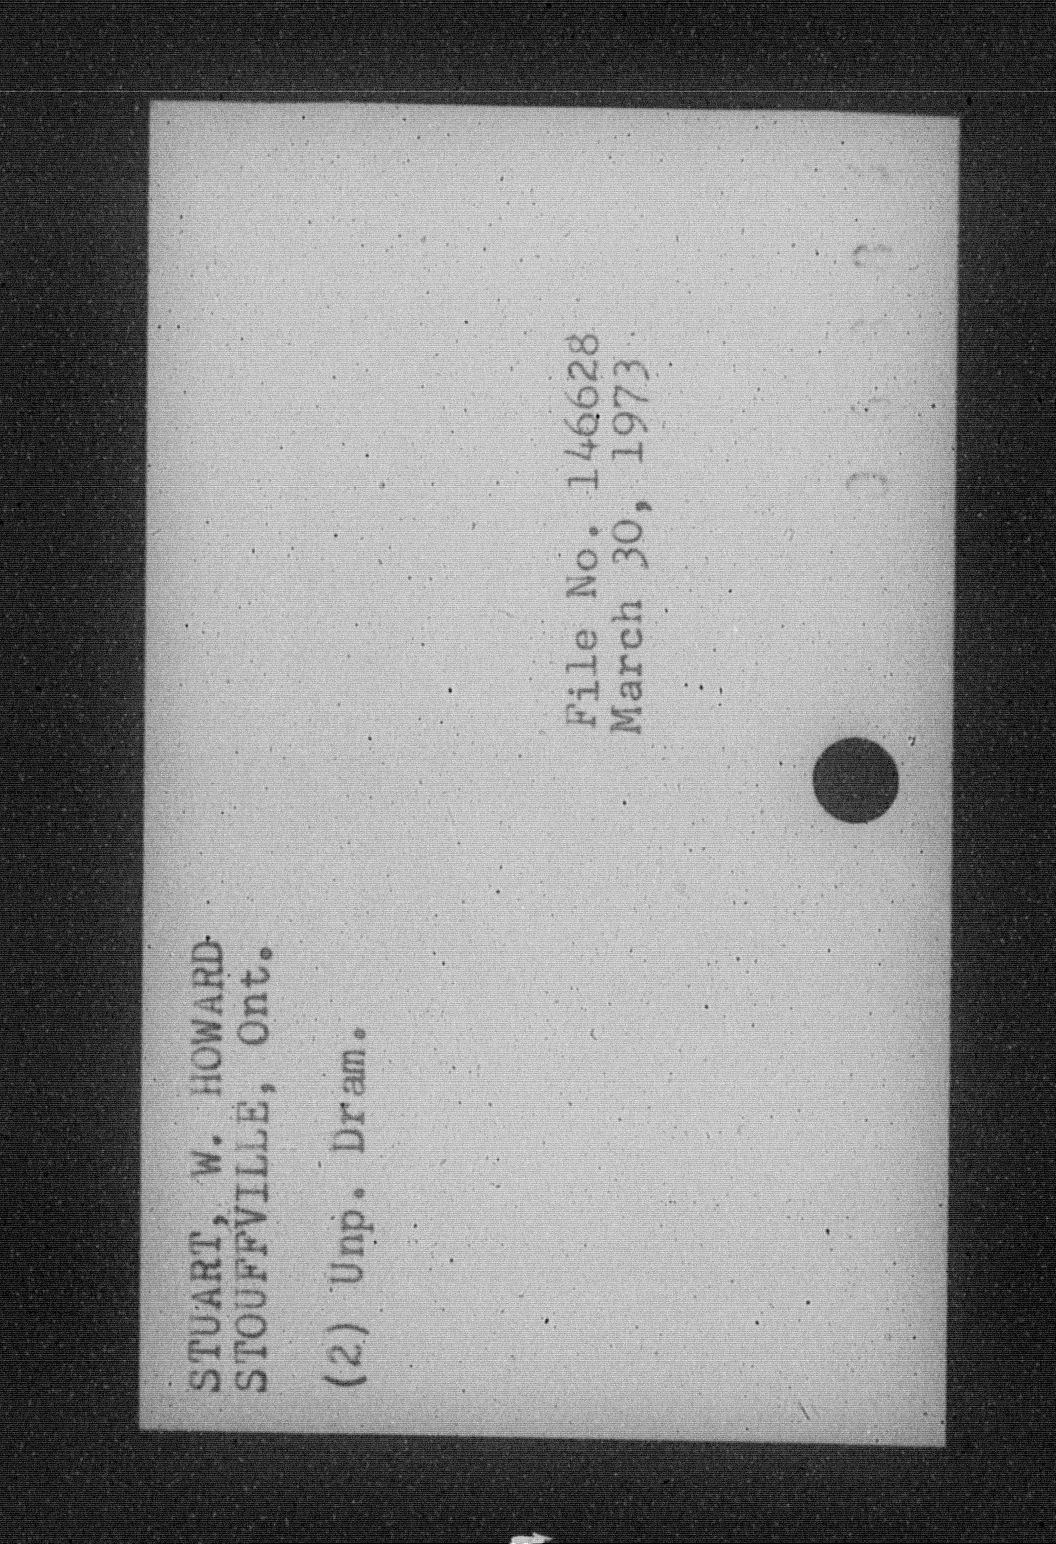 STUART, W. HOWARD
STOUFFVILLE, Ont.
(2) Unp. Dram.
File No. 146628
March 30, 1973